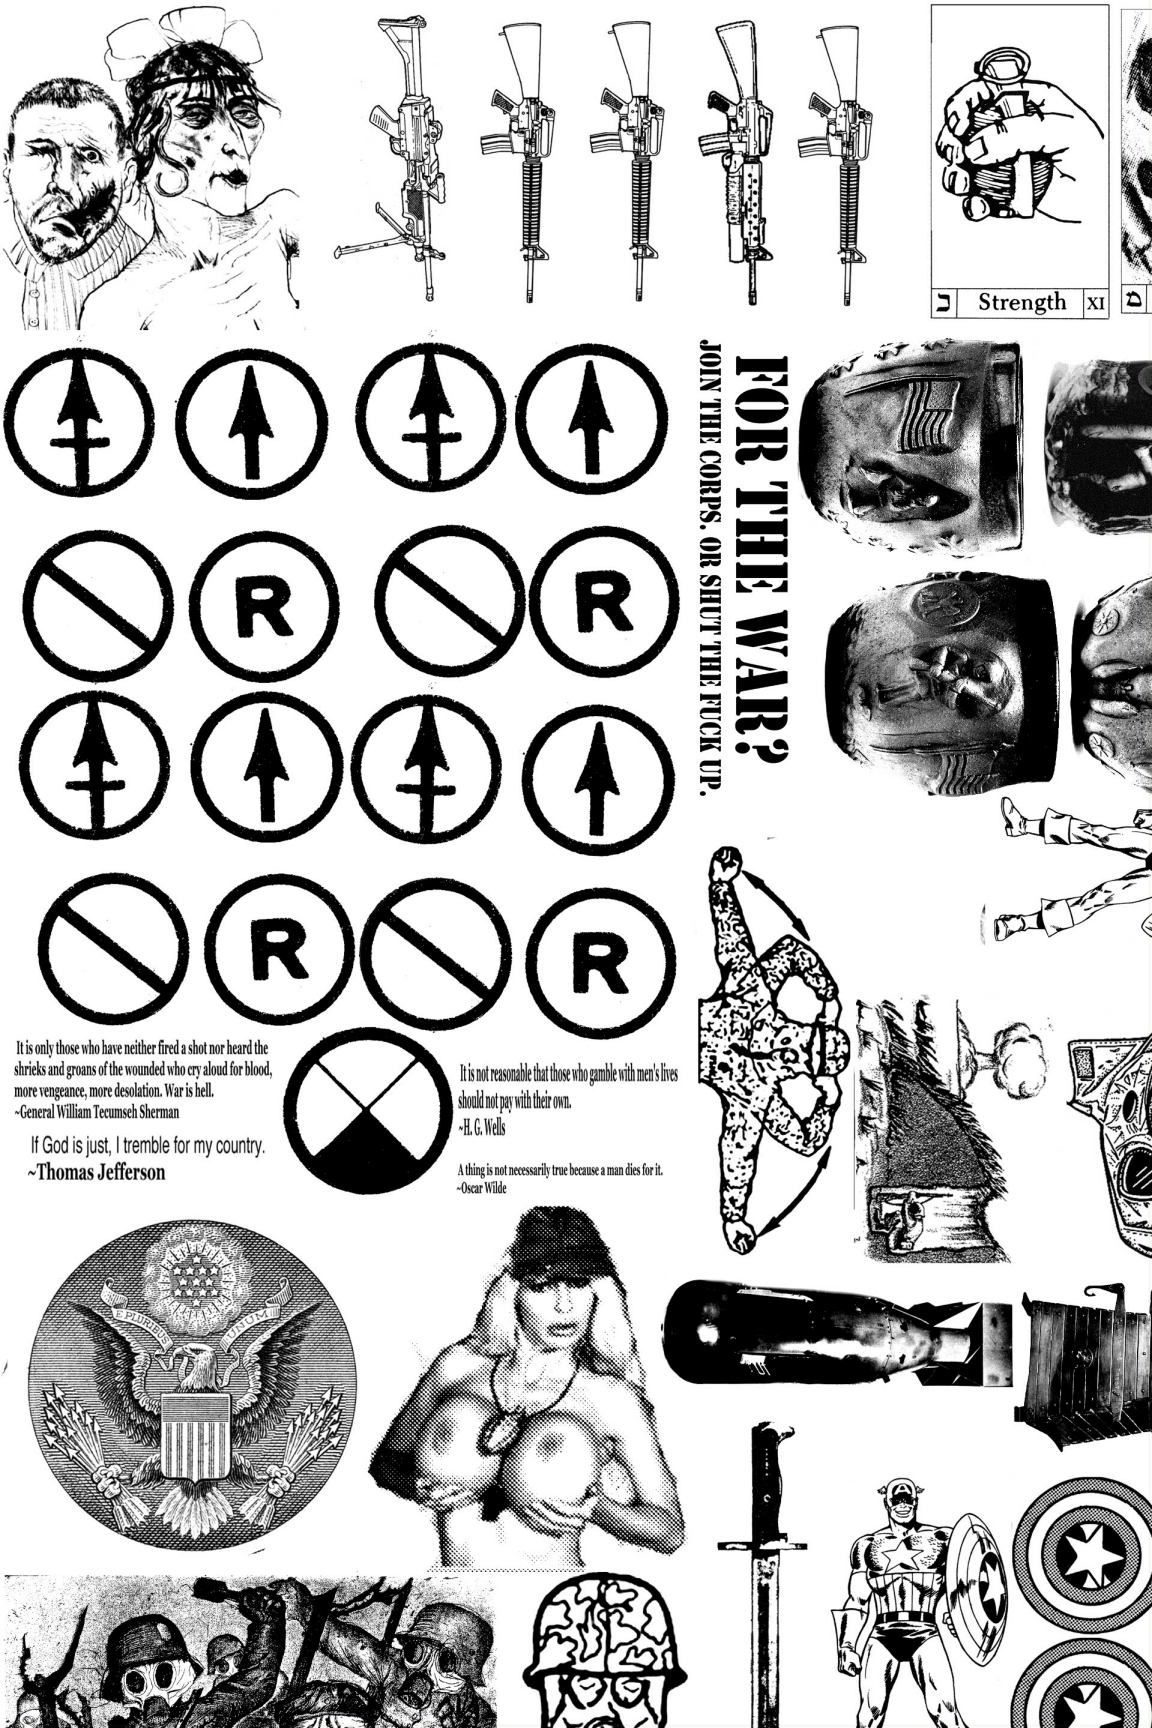 ב Strength XI
מ
FOR THE WAR?
JOIN THE CORPS. OR SHUT THE FUCK UP.
R
R
R
R
It is only those who have neither fired a shot nor heard the
shrieks and groans of the wounded who cry aloud for blood,
more vengeance, more desolation. War is hell.
~General William Tecumseh Sherman
If God is just, I tremble for my country.
~Thomas Jefferson
It is not reasonable that those who gamble with men's lives
should not pay with their own.
~H. G. Wells
A thing is not necessarily true because a man dies for it.
~Oscar Wilde
E PLURIBUS UNUM
A